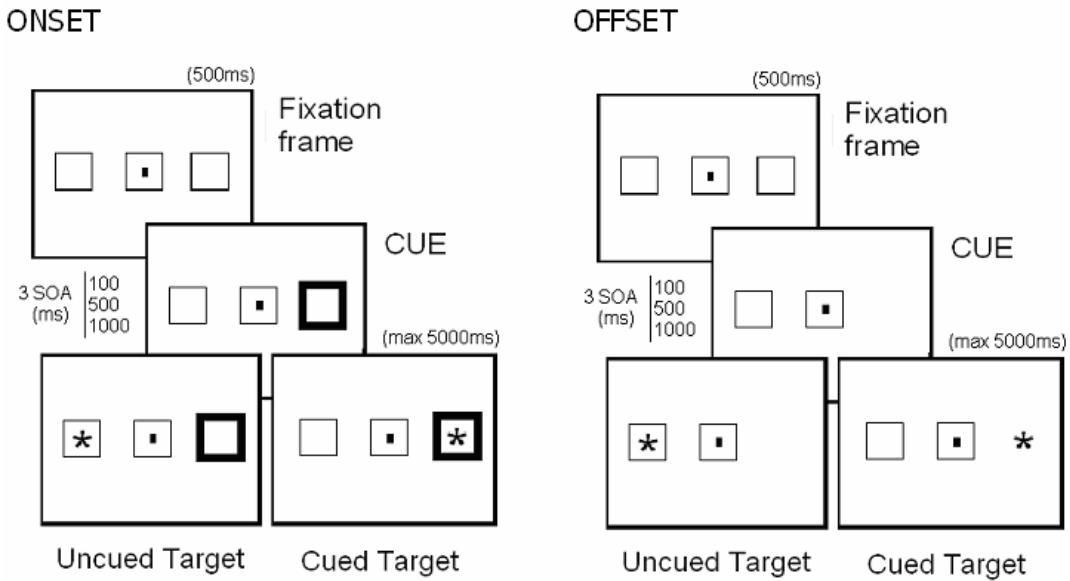 ONSET
(500ms)
Fixation
frame
CUE
3 SOA
(ms)
100
500
1000
(max 5000ms)
*
*
Uncued Target
Cued Target
OFFSET
(500ms)
Fixation
frame
CUE
3 SOA
(ms)
100
500
1000
(max 5000ms)
*
*
Uncued Target
Cued Target